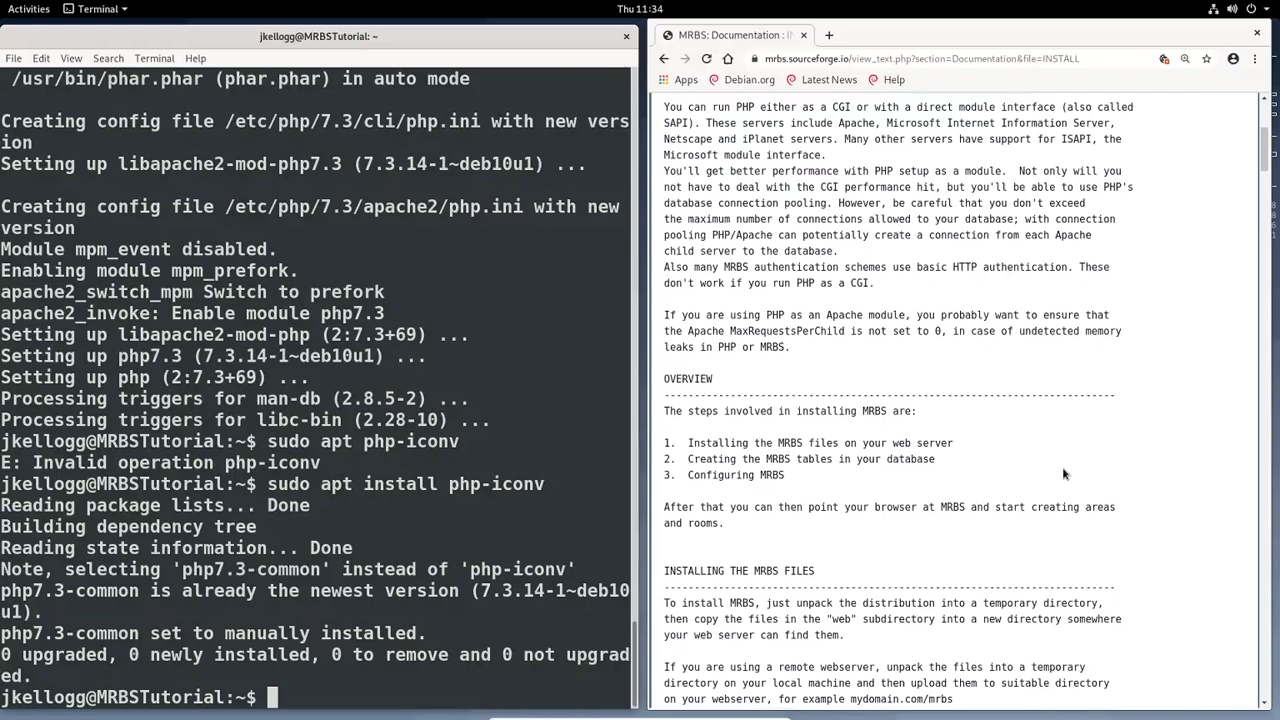 Activities
Terminal
Thu 11:34
jkellogg@MRBSTutorial: ~
File Edit View Search Terminal Help
/usr/bin/phar.phar (phar.phar) in auto mode
Creating config file /etc/php/7.3/cli/php.ini with new vers
ion
Setting up libapache2-mod-php7.3 (7.3.14-1~deb10u1) ...
Creating config file /etc/php/7.3/apache2/php.ini with new
version
Module mpm_event disabled.
Enabling module mpm_prefork.
apache2_switch_mpm Switch to prefork
apache2_invoke: Enable module php7.3
Setting up libapache2-mod-php (2:7.3+69) ...
Setting up php7.3 (7.3.14-1~deb10u1) ...
Setting up php (2:7.3+69) ...
Processing triggers for man-db (2.8.5-2) ...
Processing triggers for libc-bin (2.28-10) ...
jkellogg@MRBSTutorial:~$ sudo apt php-iconv
E: Invalid operation php-iconv
jkellogg@MRBSTutorial:~$ sudo apt install php-iconv
Reading package lists... Done
Building dependency tree
Reading state information... Done
Note, selecting 'php7.3-common' instead of 'php-iconv'
php7.3-common is already the newest version (7.3.14-1~deb10
u1).
php7.3-common set to manually installed.
0 upgraded, 0 newly installed, 0 to remove and 0 not upgrad
ed.
jkellogg@MRBSTutorial:~$
MRBS: Documentation : IN
mrbs.sourceforge.io/view_text.php?section=Documentation&file=INSTALL
Apps Debian.org Latest News Help
You can run PHP either as a CGI or with a direct module interface (also called
SAPI). These servers include Apache, Microsoft Internet Information Server,
Netscape and iPlanet servers. Many other servers have support for ISAPI, the
Microsoft module interface.
You'll get better performance with PHP setup as a module. Not only will you
not have to deal with the CGI performance hit, but you'll be able to use PHP's
database connection pooling. However, be careful that you don't exceed
the maximum number of connections allowed to your database; with connection
pooling PHP/Apache can potentially create a connection from each Apache
child server to the database.
Also many MRBS authentication schemes use basic HTTP authentication. These
don't work if you run PHP as a CGI.
If you are using PHP as an Apache module, you probably want to ensure that
the Apache MaxRequestsPerChild is not set to 0, in case of undetected memory
leaks in PHP or MRBS.
OVERVIEW
---------------------------------------------------------------------------
The steps involved in installing MRBS are:
1. Installing the MRBS files on your web server
2. Creating the MRBS tables in your database
3. Configuring MRBS
After that you can then point your browser at MRBS and start creating areas
and rooms.
INSTALLING THE MRBS FILES
---------------------------------------------------------------------------
To install MRBS, just unpack the distribution into a temporary directory,
then copy the files in the "web" subdirectory into a new directory somewhere
your web server can find them.
If you are using a remote webserver, unpack the files into a temporary
directory on your local machine and then upload them to suitable directory
on your webserver, for example mydomain.com/mrbs